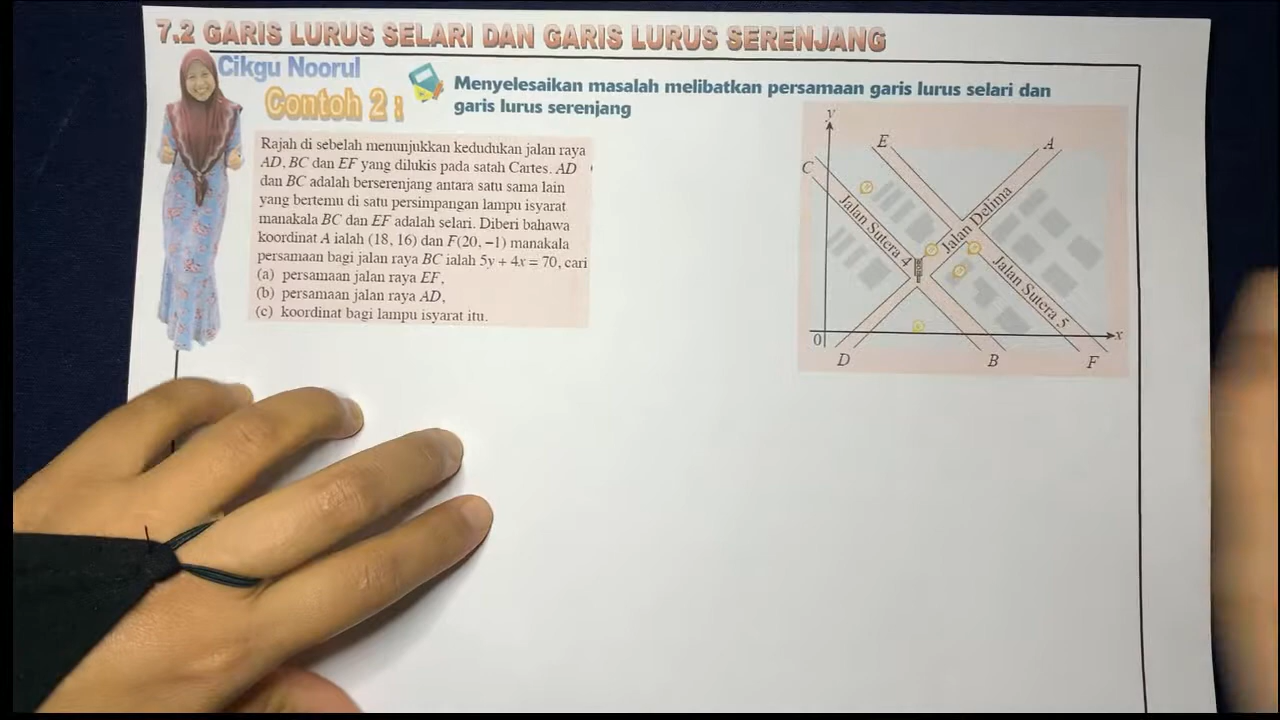 7.2 GARIS LURUS SELARI DAN GARIS LURUS SERENJANG
Cikgu Noorul
Contoh 2 :
Menyelesaikan masalah melibatkan persamaan garis lurus selari dan
garis lurus serenjang
Rajah di sebelah menunjukkan kedudukan jalan raya
AD, BC dan EF yang dilukis pada satah Cartes. AD
dan BC adalah berserenjang antara satu sama lain
yang bertemu di satu persimpangan lampu isyarat
manakala BC dan EF adalah selari. Diberi bahawa
koordinat A ialah (18, 16) dan F(20, −1) manakala
persamaan bagi jalan raya BC ialah 5y + 4x = 70, cari
(a) persamaan jalan raya EF,
(b) persamaan jalan raya AD,
(c) koordinat bagi lampu isyarat itu.
y
E
A
C
Jalan Sutera 4
Jalan Delima
Jalan Sutera 5
0
x
D
B
F